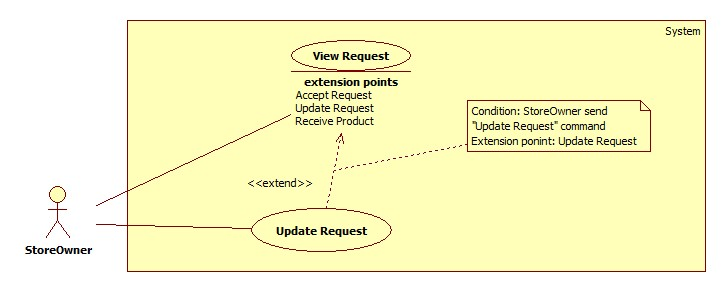 System
View Request
extension points
Accept Request
Update Request
Receive Product
Condition: StoreOwner send
"Update Request" command
Extension ponint: Update Request
<<extend>>
Update Request
StoreOwner